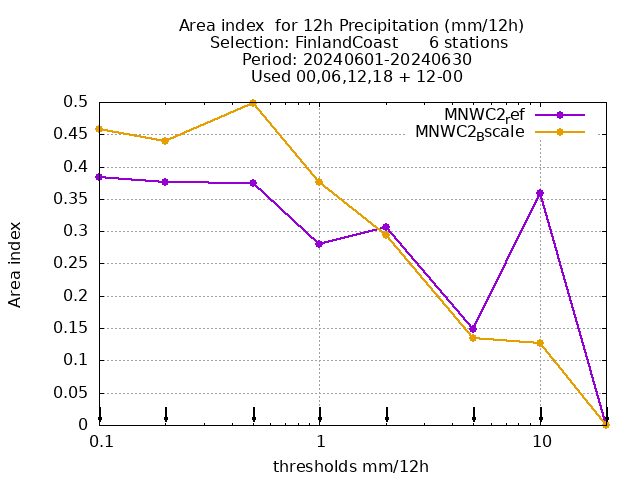 Area index  for 12h Precipitation (mm/12h)
Selection: FinlandCoast      6 stations
Period: 20240601-20240630
Used 00,06,12,18 + 12-00
MNWC2ref
MNWC2Bscale
0.5
0.45
0.4
0.35
0.3
0.25
0.2
0.15
0.1
0.05
0
Area index
0.1 1 10
thresholds mm/12h